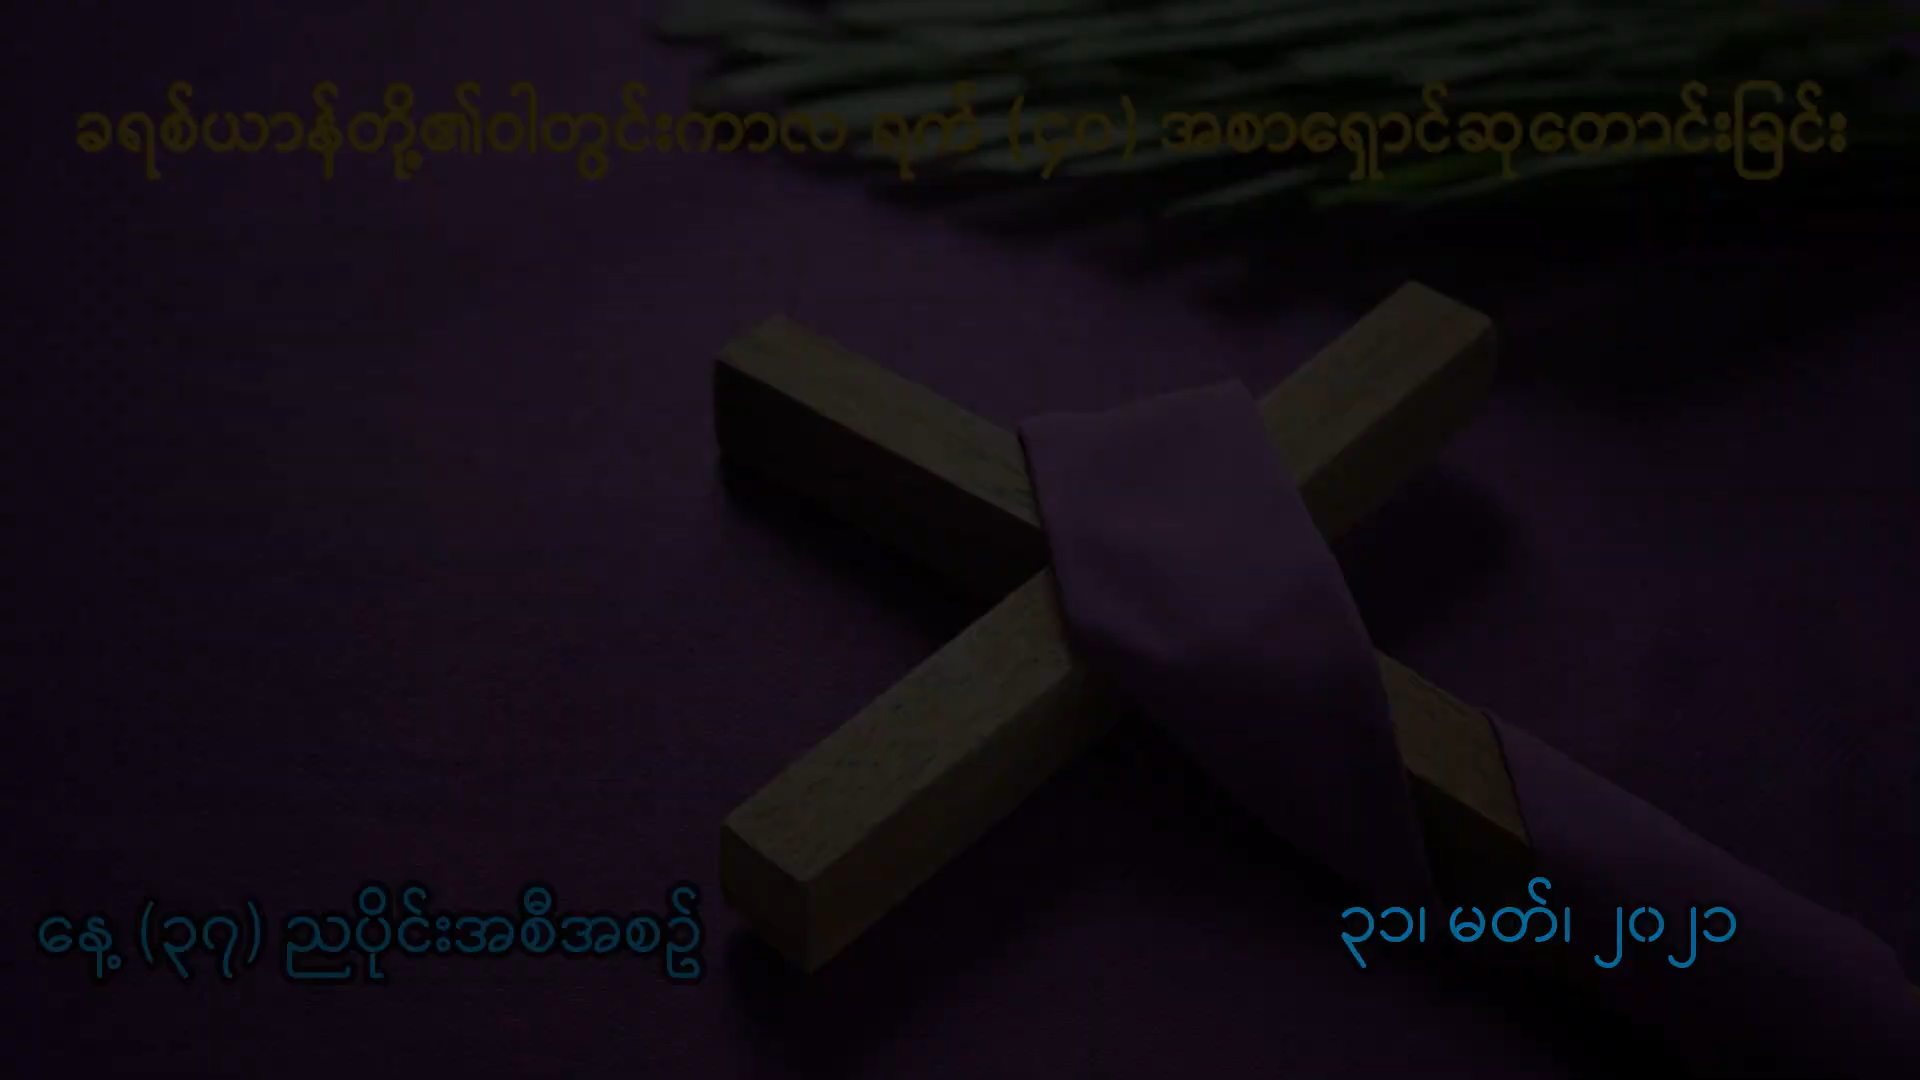 ခရစ်ယာန်တို့၏ဝါတွင်းကာလ ရက် (၄၀) အစာရှောင်ဆုတောင်းခြင်း
နေ့ (၃၇) ညပိုင်းအစီအစဥ်
၃၁၊ မတ်၊ ၂၀၂၁